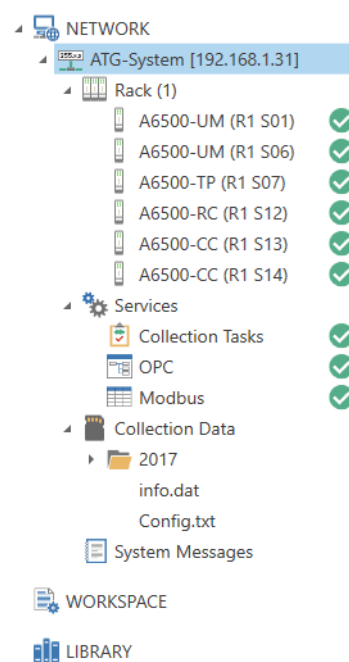 NETWORK
ATG-System [192.168.1.31]
Rack (1)
A6500-UM (R1 S01)
A6500-UM (R1 S06)
A6500-TP (R1 S07)
A6500-RC (R1 S12)
A6500-CC (R1 S13)
A6500-CC (R1 S14)
Services
Collection Tasks
OPC
Modbus
Collection Data
2017
info.dat
Config.txt
System Messages
WORKSPACE
LIBRARY